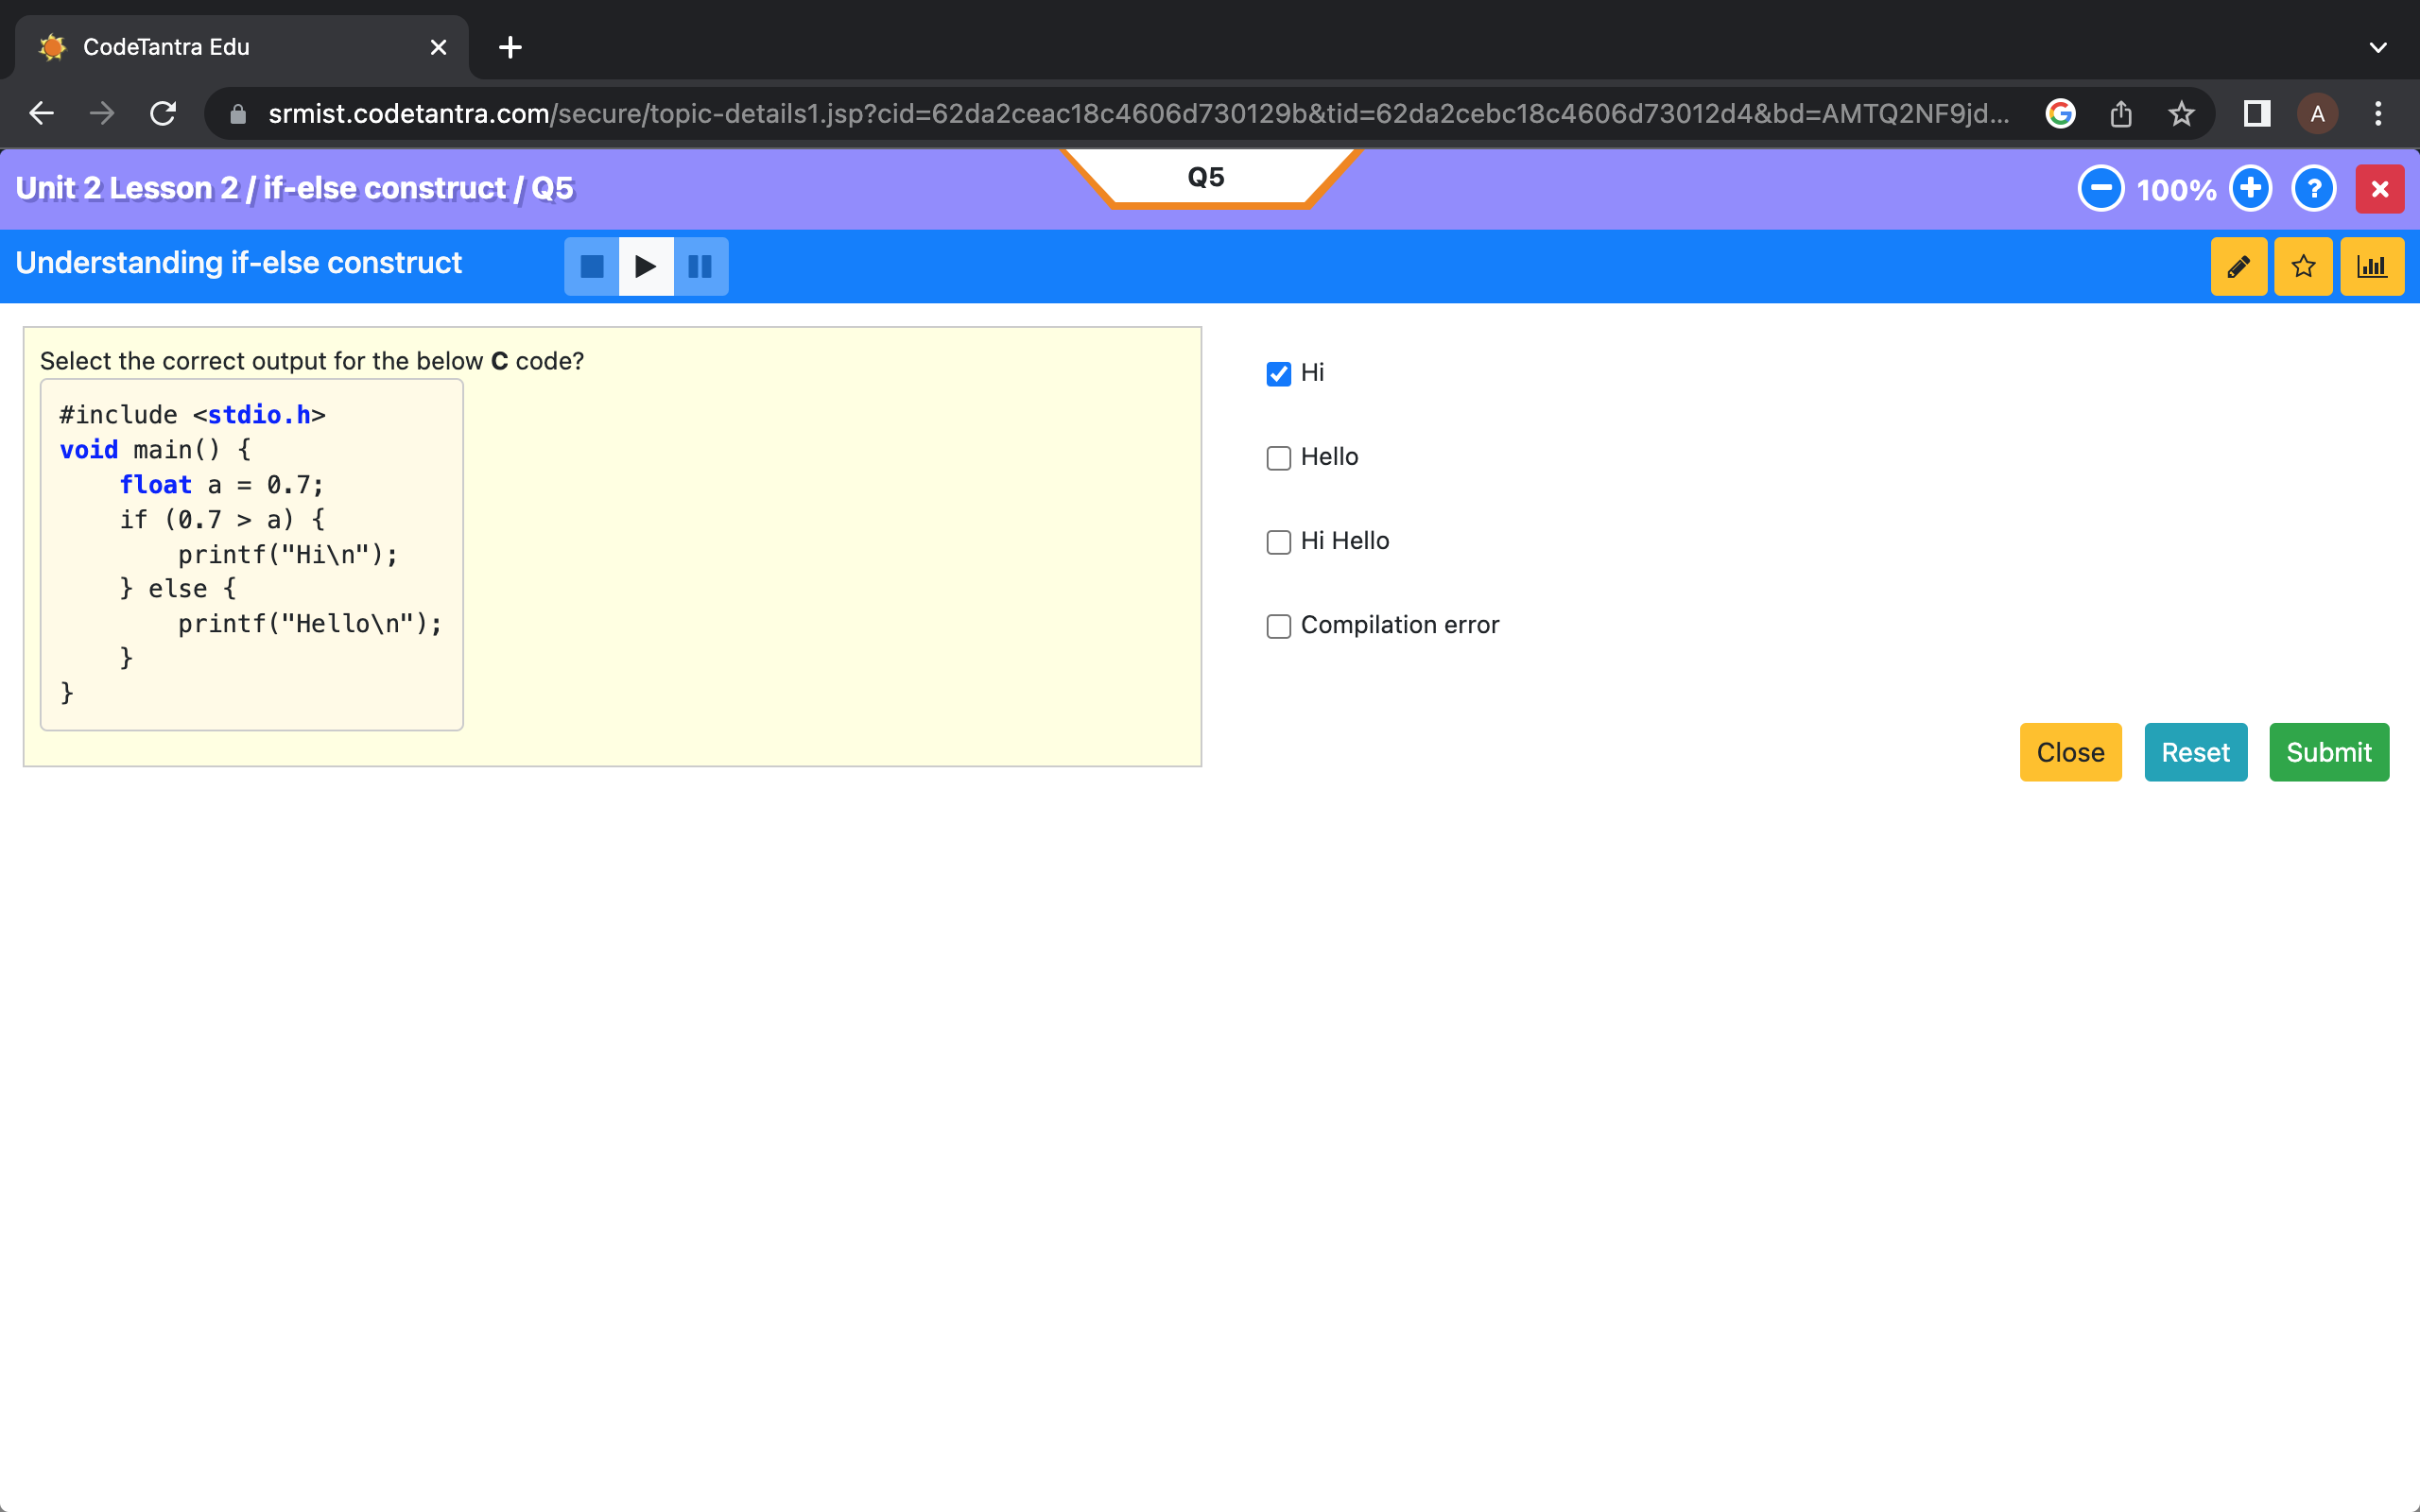 CodeTantra Edu
srmist.codetantra.com/secure/topic-details1.jsp?cid=62da2ceac18c4606d730129b&tid=62da2cebc18c4606d73012d4&bd=AMTQ2NF9jd...
A
Unit 2 Lesson 2 / if-else construct / Q5
Q5
100%
?
Understanding if-else construct
Select the correct output for the below C code?
#include <stdio.h>
void main() {
    float a = 0.7;
    if (0.7 > a) {
        printf("Hi\n");
    } else {
        printf("Hello\n");
    }
}
Hi
Hello
Hi Hello
Compilation error
Close
Reset
Submit